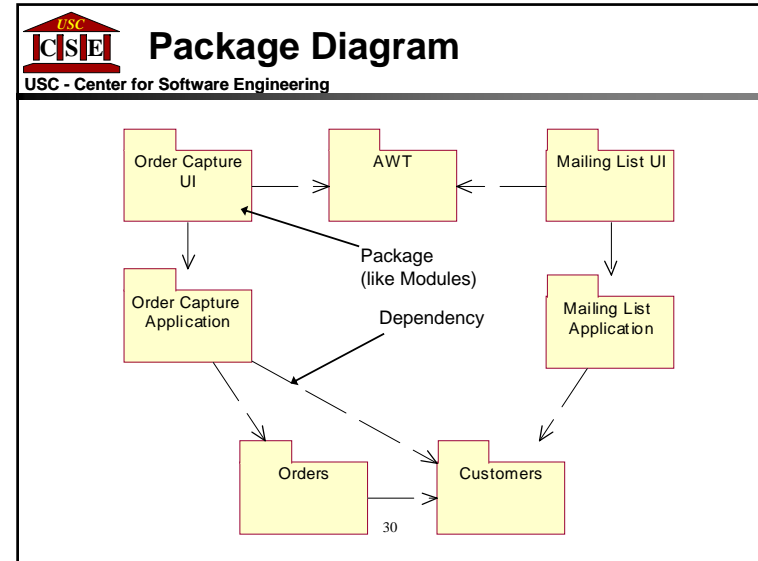 USC
C S E
Package Diagram
USC - Center for Software Engineering
Order Capture
UI
AWT
Mailing List UI
Package
(like Modules)
Order Capture
Application
Dependency
Mailing List
Application
Orders
Customers
30